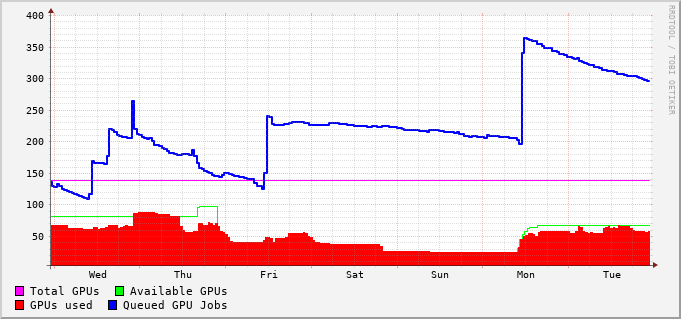 400
350
300
250
200
150
100
50
Wed Thu Fri Sat Sun Mon Tue
Total GPUs Available GPUs
GPUs used Queued GPU Jobs
RRDTOOL / TOBI OETIKER